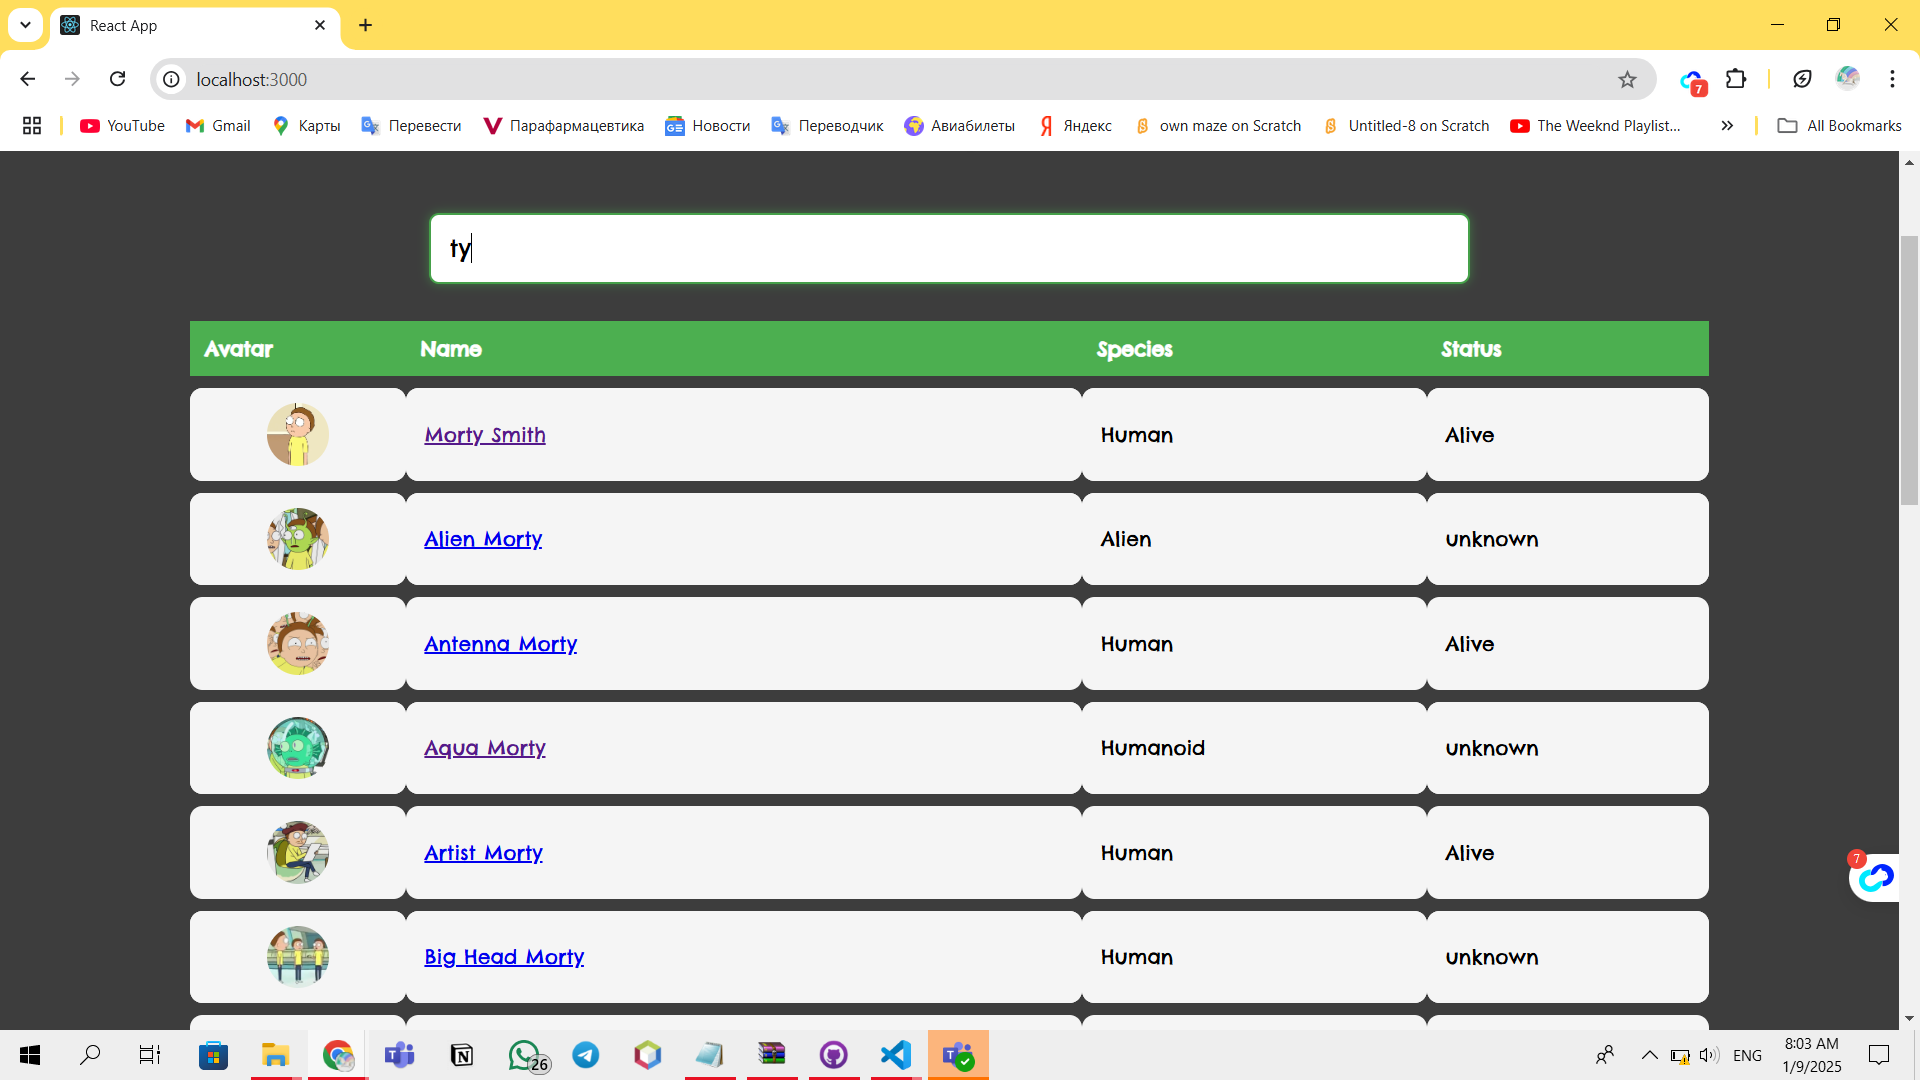 React App
localhost:3000
7
YouTube Gmail Карты Перевести Парафармацевтика Новости Переводчик Авиабилеты Яндекс own maze on Scratch Untitled-8 on Scratch The Weeknd Playlist... All Bookmarks
ty
Avatar Name Species Status
Morty Smith Human Alive
Alien Morty Alien unknown
Antenna Morty Human Alive
Aqua Morty Humanoid unknown
Artist Morty Human Alive
7
Big Head Morty Human unknown
26
ENG
8:03 AM
1/9/2025